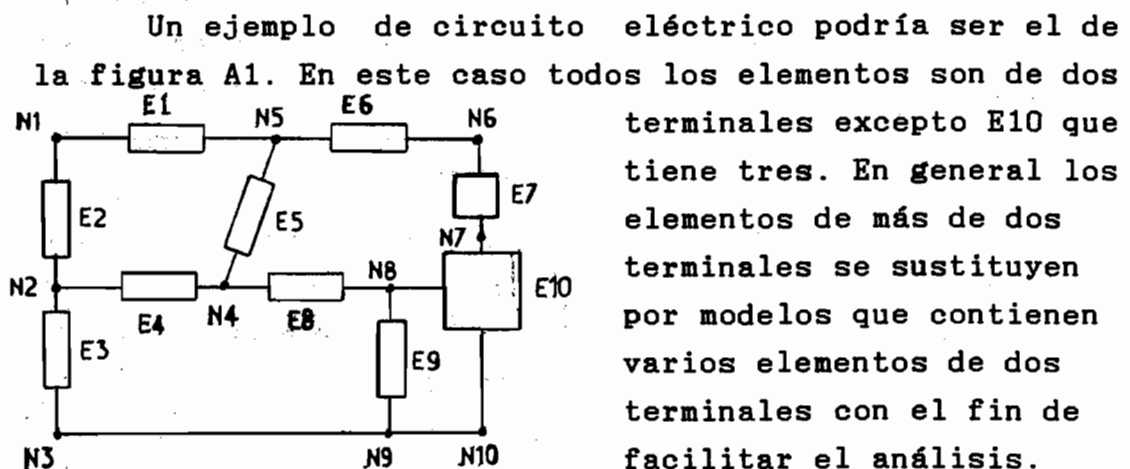 Un ejemplo de circuito eléctrico podría ser el de
la figura A1. En este caso todos los elementos son de dos
terminales excepto E10 que
tiene tres. En general los
elementos de más de dos
terminales se sustituyen
por modelos que contienen
varios elementos de dos
terminales con el fin de
facilitar el análisis.
E1
E6
N1
N5
N6
E2
E5
E7
N7
N2
N8
E10
E4
N4
E8
E3
E9
N3
N9
N10